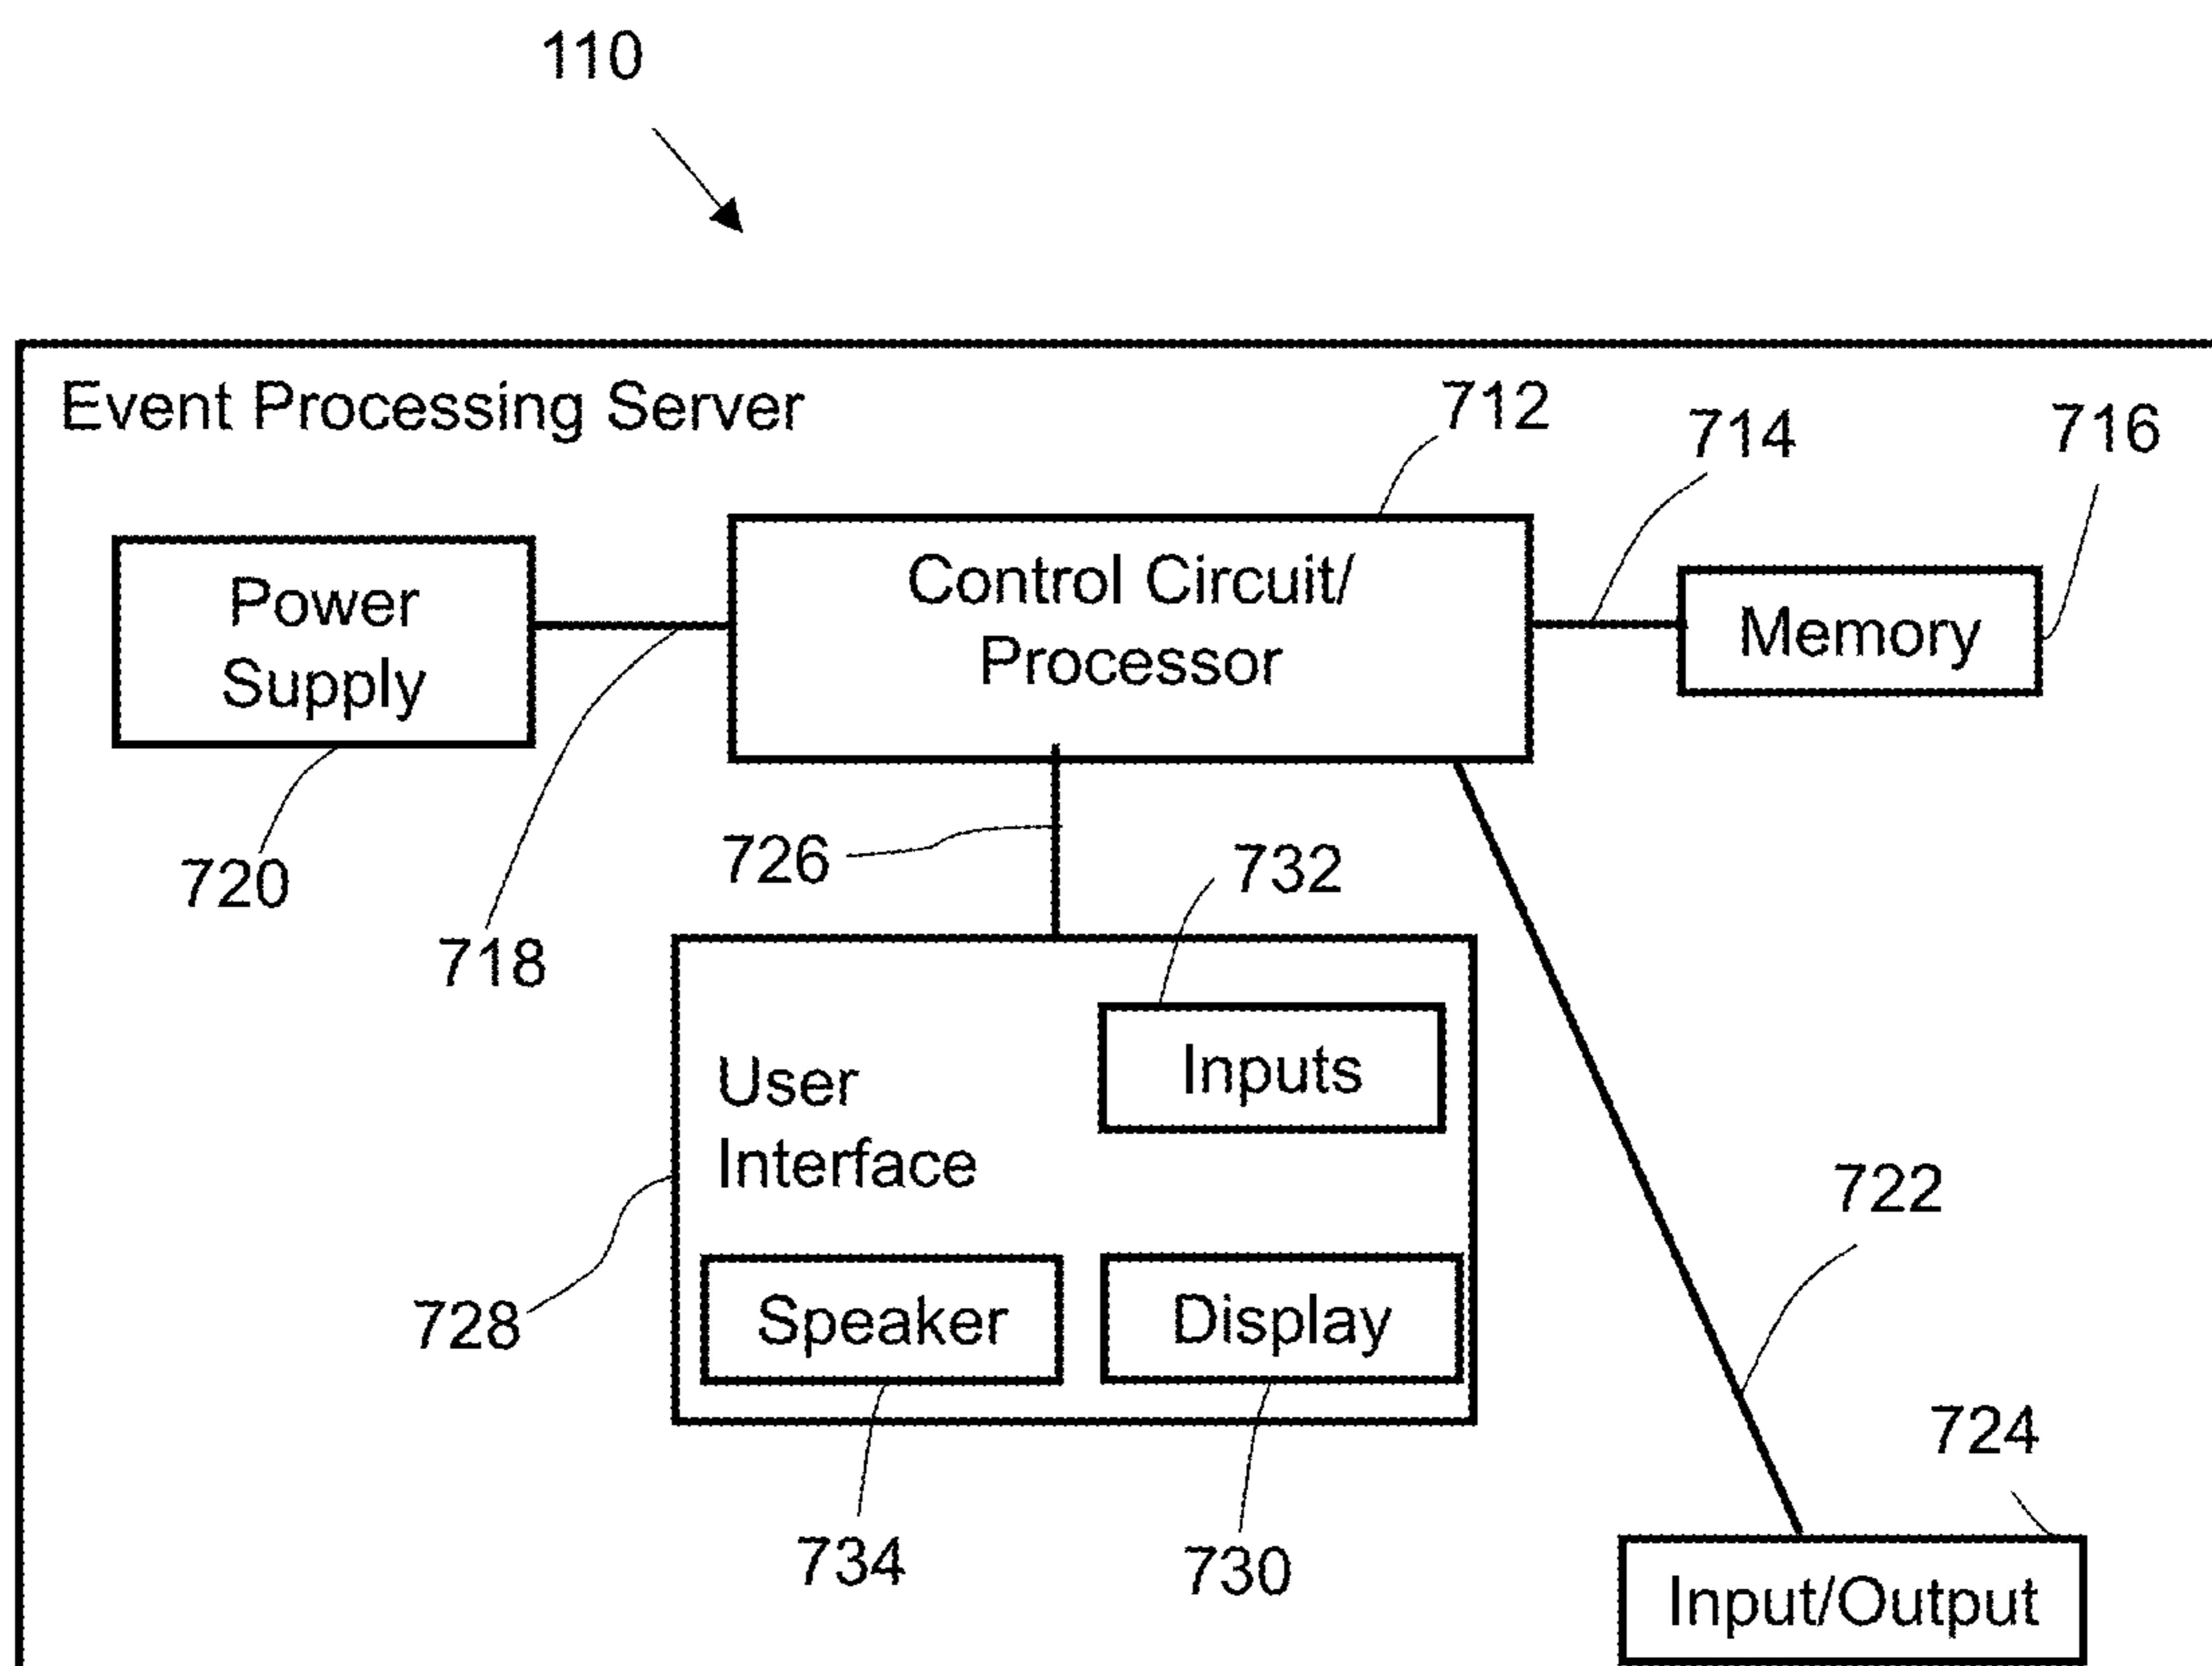 110
Event Processing Server
712
714
716
Power
Supply
Control Circuit/
Processor
Memory
720
718
726
732
User
Interface
Inputs
728
Speaker
Display
722
734
730
724
Input/Output